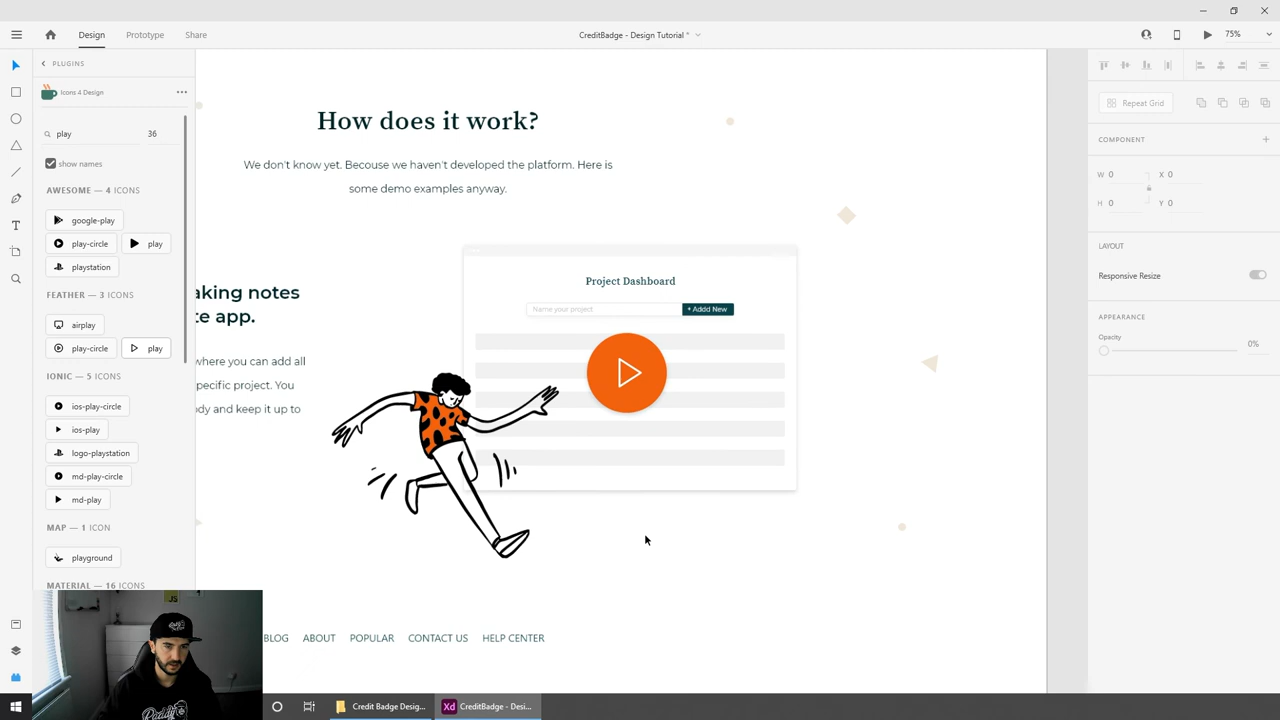 Design
Prototype
Share
CreditBadge - Design Tutorial *
75%
PLUGINS
Icons 4 Design
play
36
show names
AWESOME — 4 ICONS
google-play
play-circle
play
playstation
FEATHER — 3 ICONS
airplay
play-circle
play
IONIC — 5 ICONS
ios-play-circle
ios-play
logo-playstation
md-play-circle
md-play
MAP — 1 ICON
playground
MATERIAL — 16 ICONS
How does it work?
We don't know yet. Becouse we haven't developed the platform. Here is
some demo examples anyway.
aking notes
te app.
where you can add all
pecific project. You
dy and keep it up to
Project Dashboard
Name your project
+ Addd New
BLOG
ABOUT
POPULAR
CONTACT US
HELP CENTER
Repeat Grid
COMPONENT
W 0
X 0
H 0
Y 0
LAYOUT
Responsive Resize
APPEARANCE
Opacity
0%
JS
Credit Badge Desig...
Xd
CreditBadge - Desi...